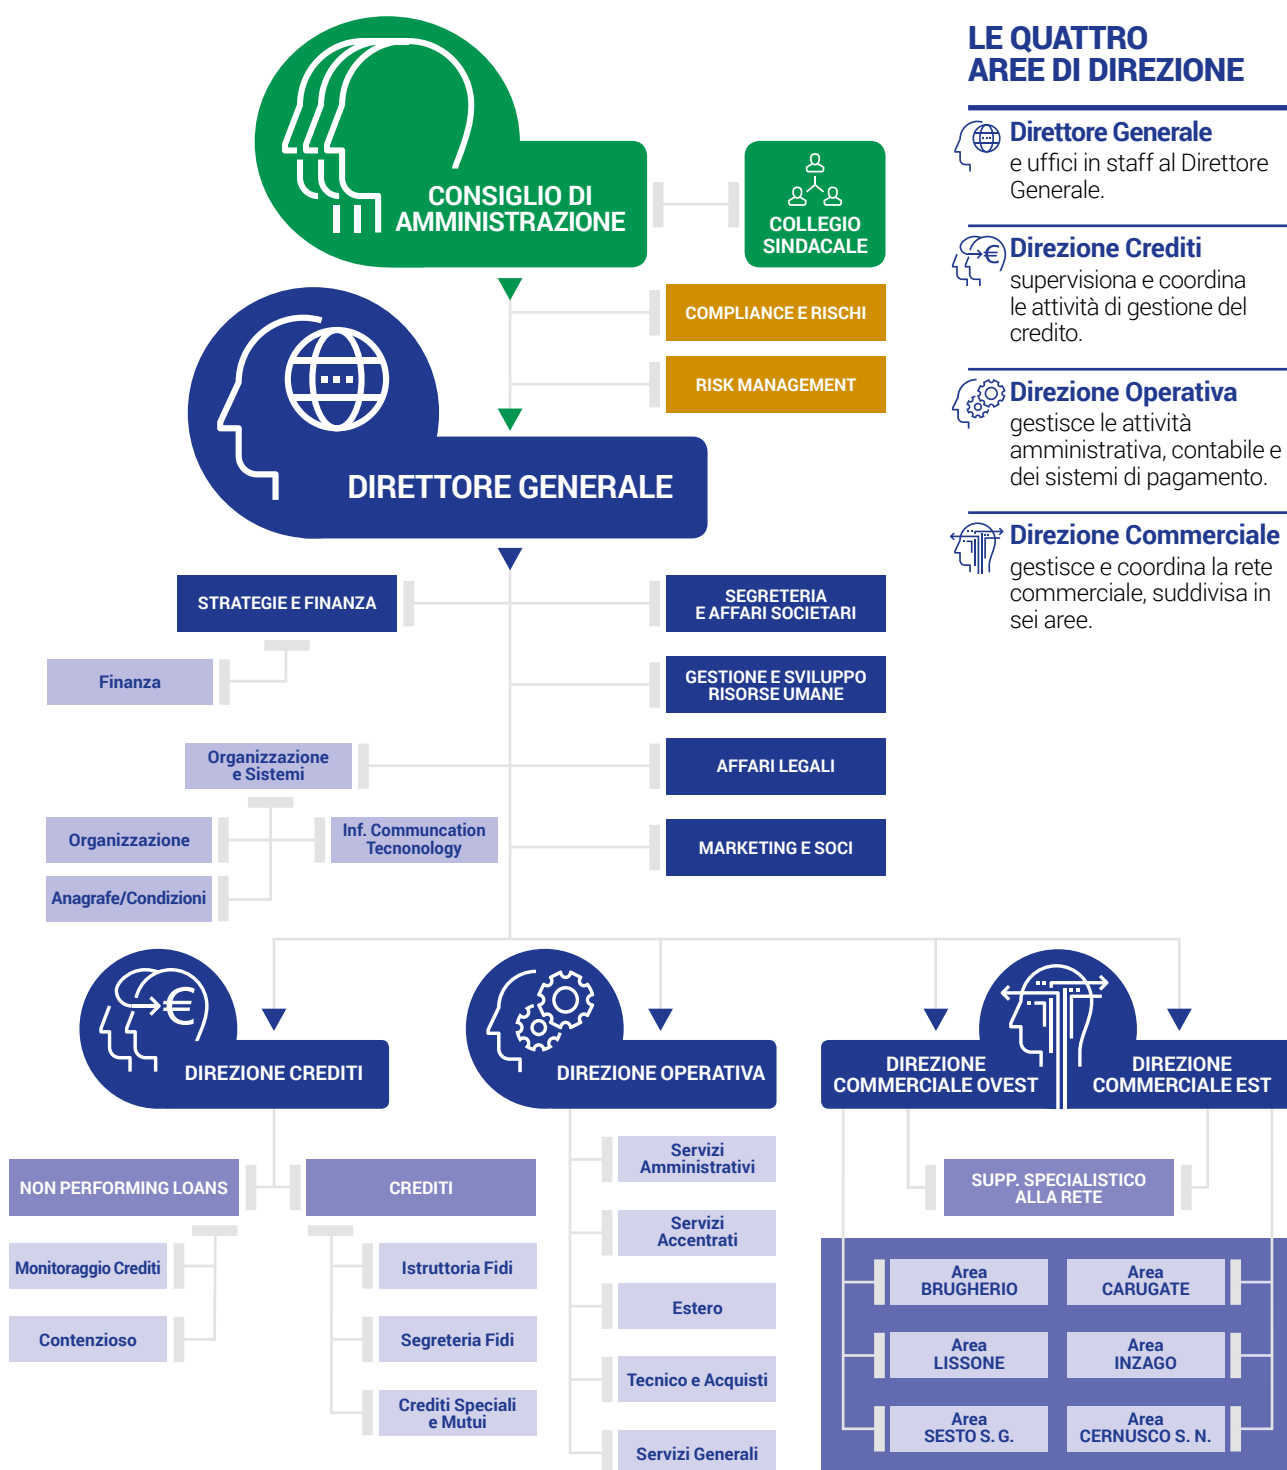 CONSIGLIO DI
AMMINISTRAZIONE
COLLEGIO
SINDACALE
COMPLIANCE E RISCHI
RISK MANAGEMENT
DIRETTORE GENERALE
STRATEGIE E FINANZA
SEGRETERIA
E AFFARI SOCIETARI
Finanza
GESTIONE E SVILUPPO
RISORSE UMANE
Organizzazione
e Sistemi
AFFARI LEGALI
Organizzazione
Inf. Communcation
Tecnonology
MARKETING E SOCI
Anagrafe/Condizioni
DIREZIONE CREDITI
DIREZIONE OPERATIVA
DIREZIONE
COMMERCIALE OVEST
DIREZIONE
COMMERCIALE EST
NON PERFORMING LOANS
CREDITI
Monitoraggio Crediti
Contenzioso
Istruttoria Fidi
Segreteria Fidi
Crediti Speciali
e Mutui
Servizi
Amministrativi
Servizi
Accentrati
Estero
Tecnico e Acquisti
Servizi Generali
SUPP. SPECIALISTICO
ALLA RETE
Area
BRUGHERIO
Area
CARUGATE
Area
LISSONE
Area
INZAGO
Area
SESTO S. G.
Area
CERNUSCO S. N.
LE QUATTRO
AREE DI DIREZIONE
Direttore Generale
e uffici in staff al Direttore
Generale.
Direzione Crediti
supervisiona e coordina
le attività di gestione del
credito.
Direzione Operativa
gestisce le attività
amministrativa, contabile e
dei sistemi di pagamento.
Direzione Commerciale
gestisce e coordina la rete
commerciale, suddivisa in
sei aree.